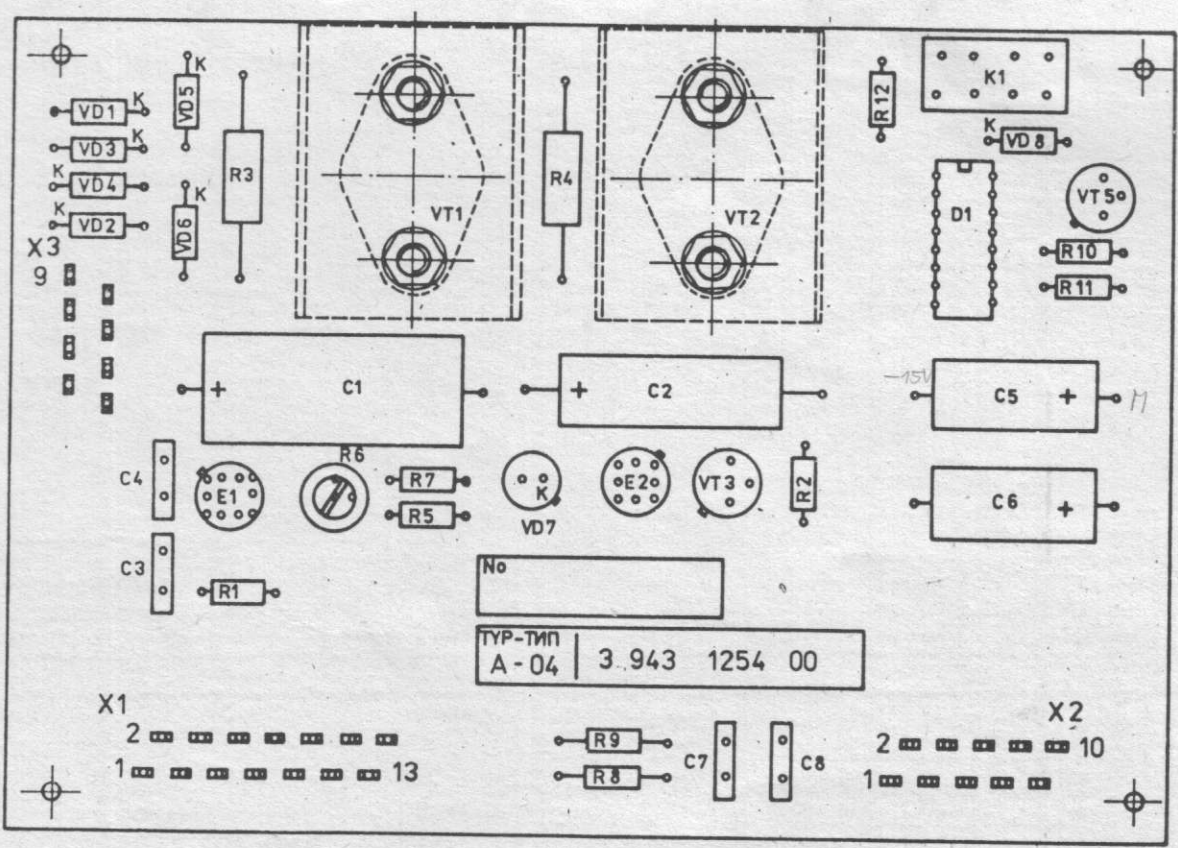 K
K
VD5
VD1
K
VD3
K
VD4
K
K
VD2
VD6
R3
VT1
R4
VT2
R12
K1
K
VD8
D1
VT5
R10
R11
X3
9
+
C1
+
C2
-15V
C5
+
M
C4
E1
R6
R7
R5
K
VD7
E2
VT3
R2
C6
+
C3
R1
No
TYP-ТИП
A-04
3.943 1254 00
X1
2
1
13
R9
R8
C7
C8
X2
2
10
1